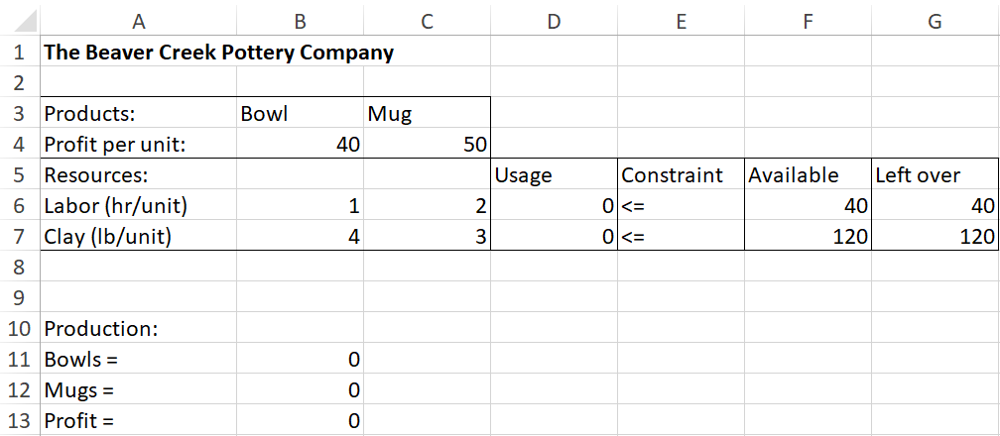 A B C D E F G
1 The Beaver Creek Pottery Company
2
3 Products: Bowl Mug
4 Profit per unit: 40 50
5 Resources: Usage Constraint Available Left over
6 Labor (hr/unit) 1 2 0 <= 40 40
7 Clay (lb/unit) 4 3 0 <= 120 120
8
9
10 Production:
11 Bowls = 0
12 Mugs = 0
13 Profit = 0